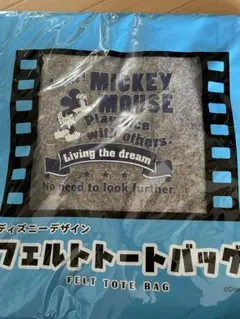 MICKEY
MOUSE
Play nice
with others.
Living the dream
No need to look further.
ディズニーデザイン
フェルトトートバッグ
FELT TOTE BAG